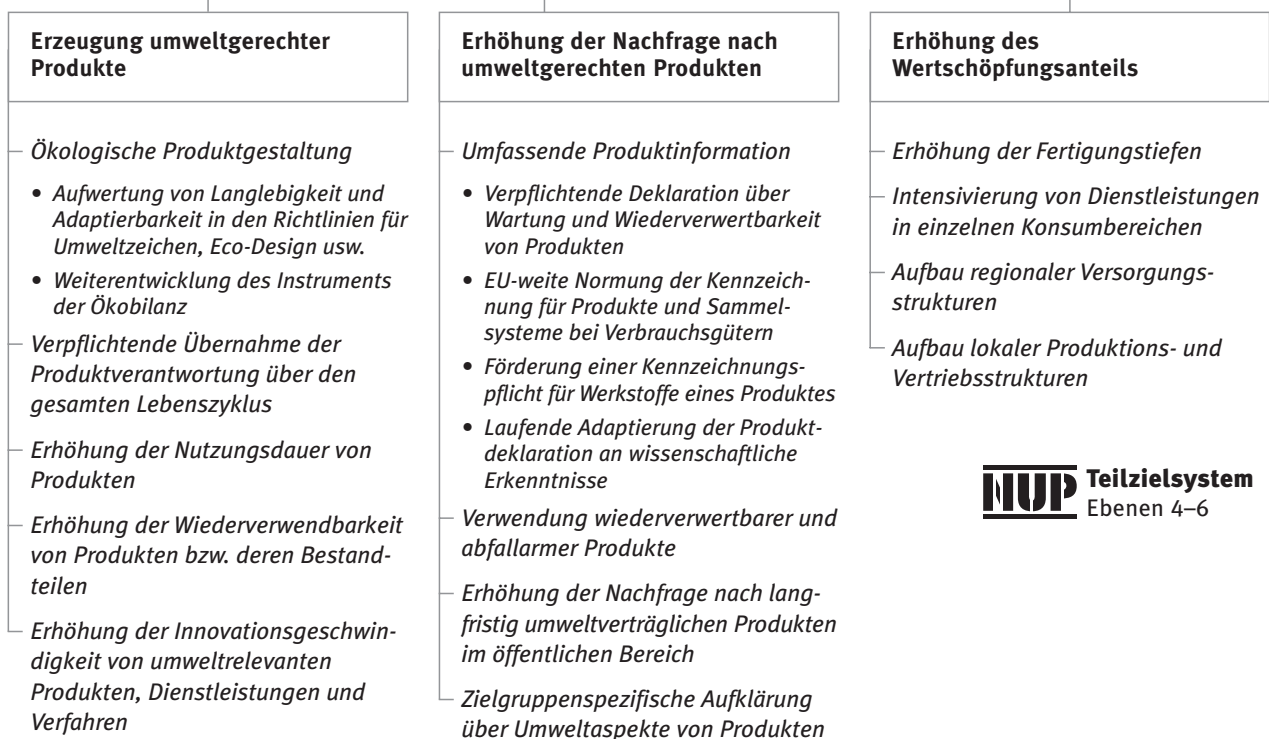 Erzeugung umweltgerechter
Produkte
Ökologische Produktgestaltung
• Aufwertung von Langlebigkeit und
Adaptierbarkeit in den Richtlinien für
Umweltzeichen, Eco-Design usw.
• Weiterentwicklung des Instruments
der Ökobilanz
Verpflichtende Übernahme der
Produktverantwortung über den
gesamten Lebenszyklus
Erhöhung der Nutzungsdauer von
Produkten
Erhöhung der Wiederverwendbarkeit
von Produkten bzw. deren Bestand-
teilen
Erhöhung der Innovationsgeschwin-
digkeit von umweltrelevanten
Produkten, Dienstleistungen und
Verfahren
Erhöhung der Nachfrage nach
umweltgerechten Produkten
Umfassende Produktinformation
• Verpflichtende Deklaration über
Wartung und Wiederverwertbarkeit
von Produkten
• EU-weite Normung der Kennzeich-
nung für Produkte und Sammel-
systeme bei Verbrauchsgütern
• Förderung einer Kennzeichnungs-
pflicht für Werkstoffe eines Produktes
• Laufende Adaptierung der Produkt-
deklaration an wissenschaftliche
Erkenntnisse
Verwendung wiederverwertbarer und
abfallarmer Produkte
Erhöhung der Nachfrage nach lang-
fristig umweltverträglichen Produkten
im öffentlichen Bereich
Zielgruppenspezifische Aufklärung
über Umweltaspekte von Produkten
Erhöhung des
Wertschöpfungsanteils
Erhöhung der Fertigungstiefen
Intensivierung von Dienstleistungen
in einzelnen Konsumbereichen
Aufbau regionaler Versorgungs-
strukturen
Aufbau lokaler Produktions- und
Vertriebsstrukturen
NUP Teilzielsystem
Ebenen 4–6